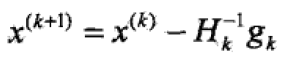 x^{(k+1)} = x^{(k)} - H_k^{-1} g_k